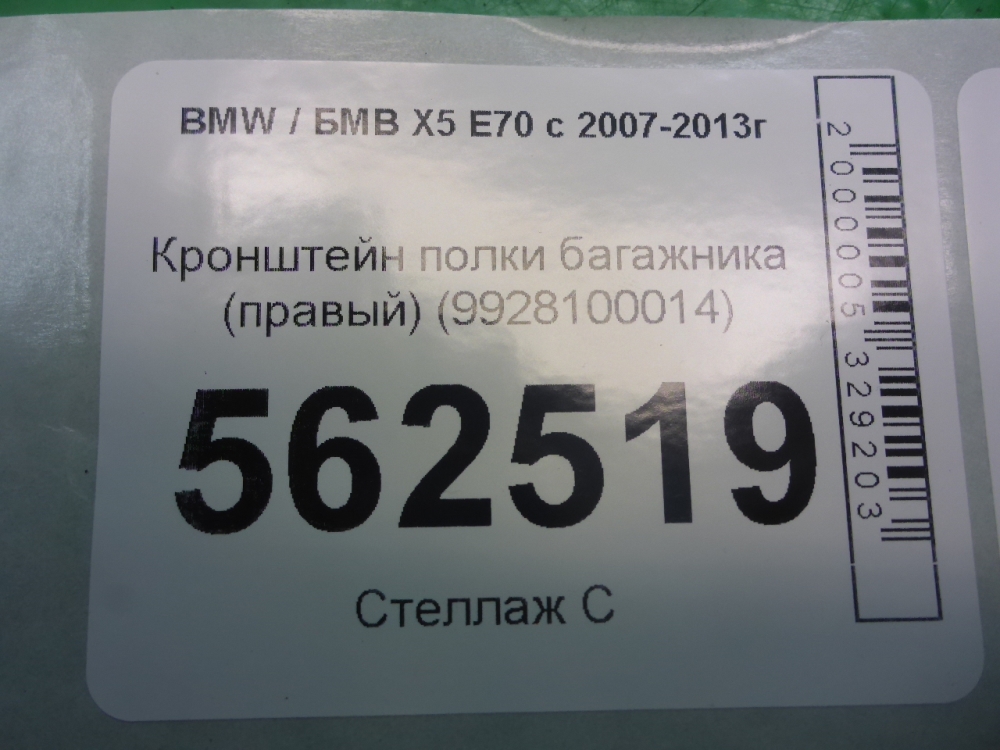 BMW / БМВ X5 E70 с 2007-2013г
Кронштейн полки багажника
(правый) (9928100014)
562519
Стеллаж С
2000005329203